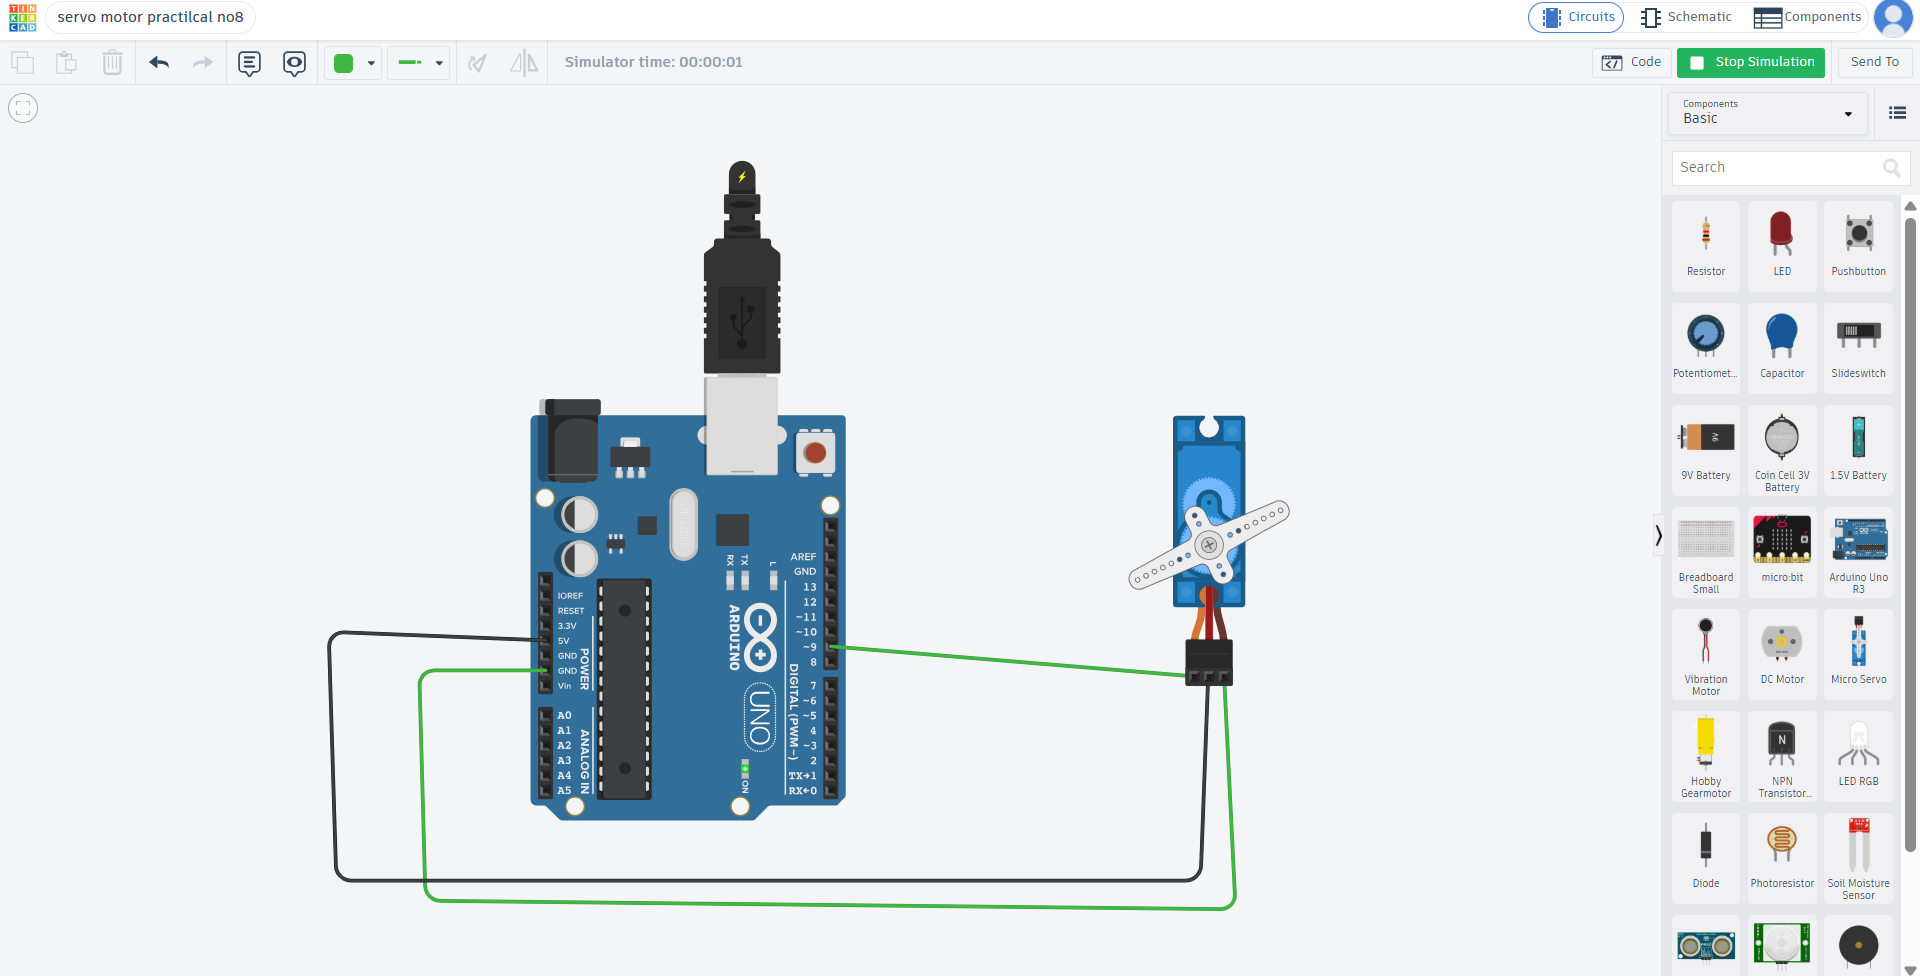 TIN
KER
CAD
servo motor practilcal no8
Circuits
Schematic
Components
Simulator time: 00:00:01
Code
Stop Simulation
Send To
Components
Basic
Search
Resistor
LED
Pushbutton
Potentiomet...
Capacitor
Slideswitch
9V
9V Battery
Coin Cell 3V
Battery
1.5V Battery
Breadboard
Small
micro:bit
Arduino Uno
R3
Vibration
Motor
DC Motor
Micro Servo
Hobby
Gearmotor
N
NPN
Transistor...
LED RGB
Diode
Photoresistor
Soil Moisture
Sensor
RX
TX
L
AREF
GND
13
12
~11
~10
~9
8
7
~6
~5
4
~3
2
TX→1
RX←0
DIGITAL (PWM~)
ARDUINO
UNO
ON
IOREF
RESET
3.3V
5V
GND
GND
Vin
POWER
A0
A1
A2
A3
A4
A5
ANALOG IN